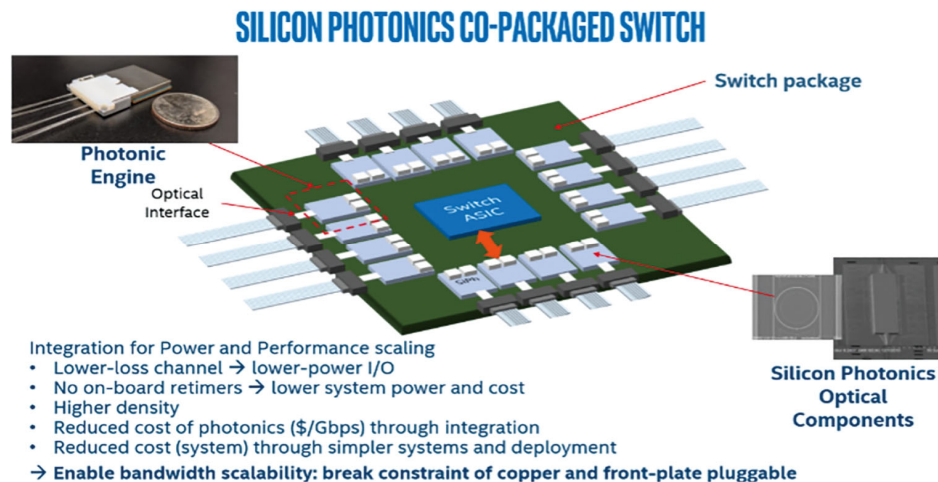 SILICON PHOTONICS CO-PACKAGED SWITCH
Switch package
Photonic
Engine
Optical
Interface
Switch
ASIC
SiPh
Silicon Photonics
Optical
Components
Integration for Power and Performance scaling
• Lower-loss channel → lower-power I/O
• No on-board retimers → lower system power and cost
• Higher density
• Reduced cost of photonics ($/Gbps) through integration
• Reduced cost (system) through simpler systems and deployment
→ Enable bandwidth scalability: break constraint of copper and front-plate pluggable